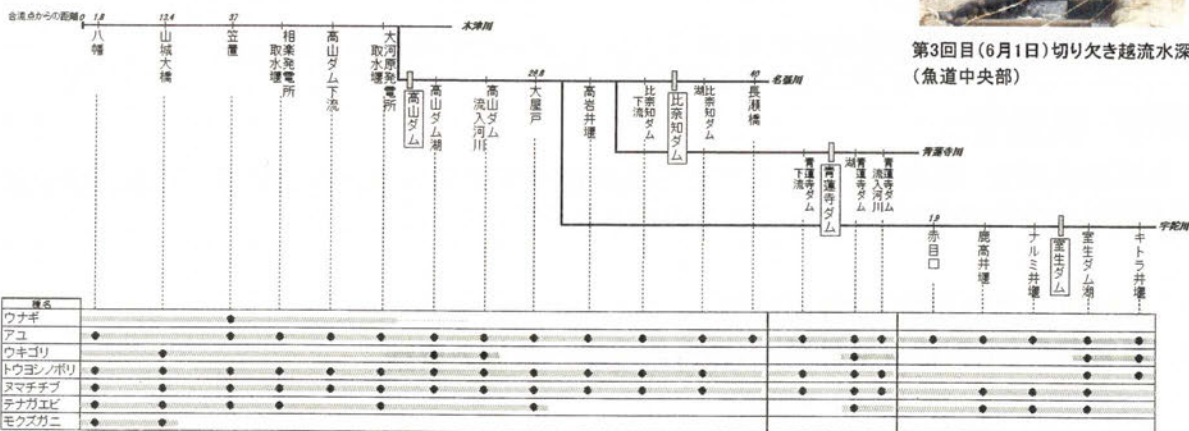 第3回目(6月1日)切り欠き越流水深
(魚道中央部)
合流点からの距離 0 1.8 12.4 37
木津川
八幡
山城大橋
笠置
相楽発電所取水堰
高山ダム下流
大河原発電所取水堰
28.8 40
名張川
高山ダム
高山ダム湖
高山ダム流入河川
大屋戸
高岩井堰
比奈知ダム下流
比奈知ダム
比奈知ダム湖
長瀬橋
青蓮寺川
青蓮寺ダム下流
青蓮寺ダム
青蓮寺ダム湖
青蓮寺ダム流入河川
1.9
宇陀川
赤目口
鹿高井堰
ナルミ井堰
室生ダム
室生ダム湖
キトラ井堰
種名
ウナギ
アユ
ウキゴリ
トウヨシノボリ
ヌマチチブ
テナガエビ
モクズガニ